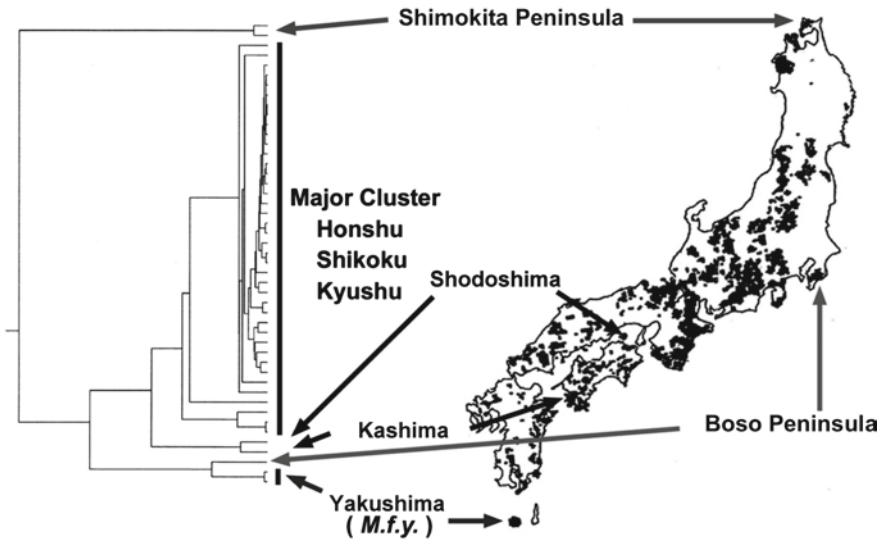 Shimokita Peninsula
Major Cluster
Honshu
Shikoku
Kyushu
Shodoshima
Kashima
Boso Peninsula
Yakushima
( M.f.y. )